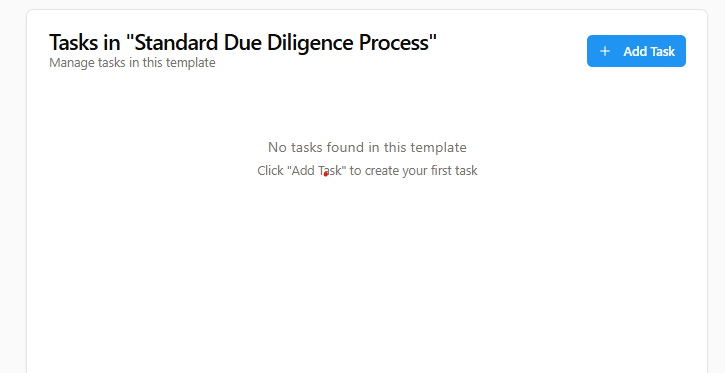 Tasks in "Standard Due Diligence Process"
Manage tasks in this template
+ Add Task
No tasks found in this template
Click "Add Task" to create your first task